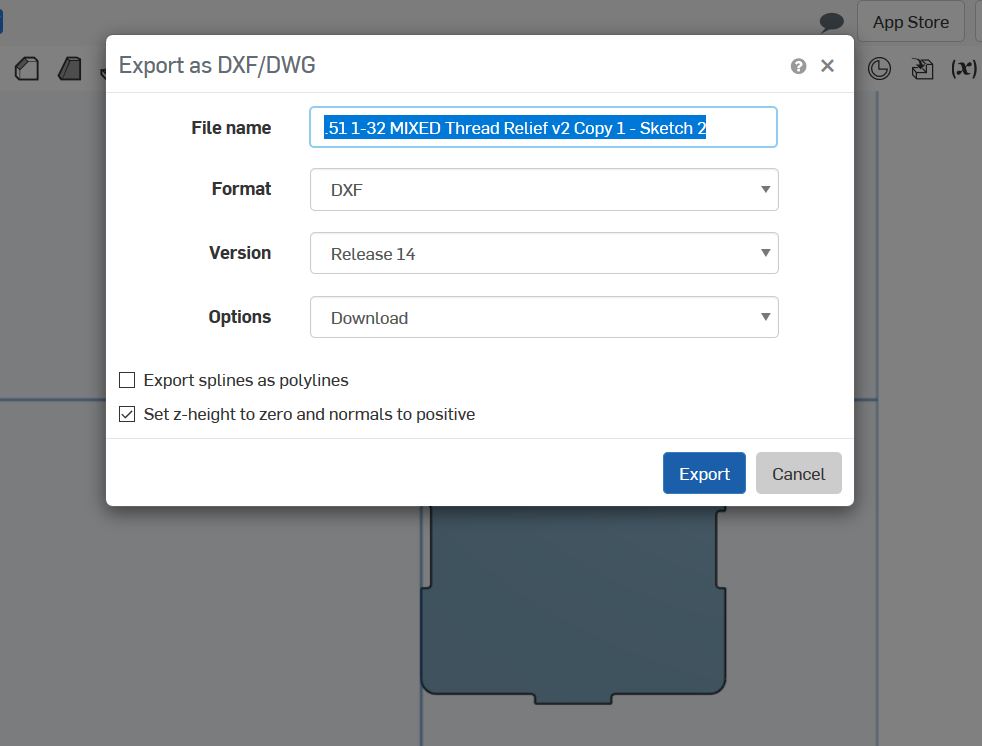 App Store
Export as DXF/DWG
File name
.51 1-32 MIXED Thread Relief v2 Copy 1 - Sketch 2
Format
DXF
Version
Release 14
Options
Download
Export splines as polylines
Set z-height to zero and normals to positive
Export
Cancel
(x)